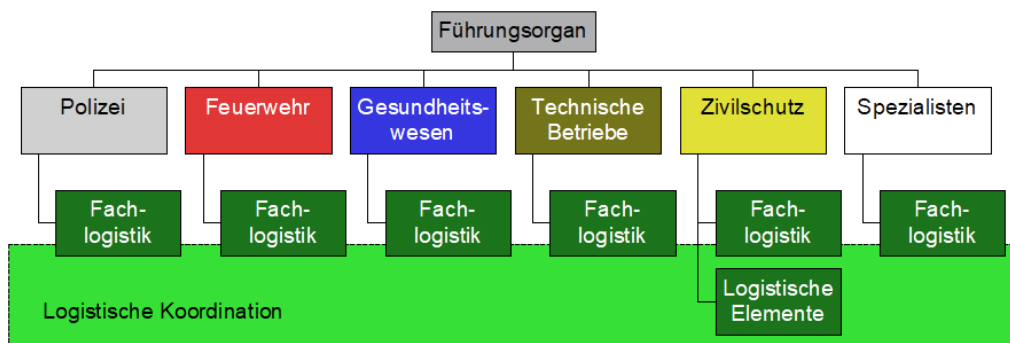 Führungsorgan
Polizei
Feuerwehr
Gesundheits-
wesen
Technische
Betriebe
Zivilschutz
Spezialisten
Fach-
logistik
Fach-
logistik
Fach-
logistik
Fach-
logistik
Fach-
logistik
Fach-
logistik
Logistische Koordination
Logistische
Elemente